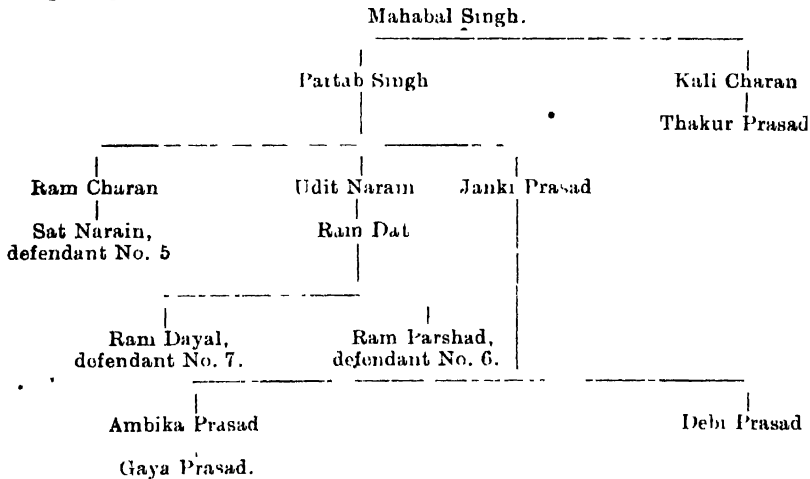 Mahabal Singh.
Partab Singh Kali Charan
Thakur Prasad
Ram Charan Udit Narain Janki Prasad
Sat Narain, Ram Dat
defendant No. 5
Ram Dayal, Ram Parshad,
defendant No. 7. defendant No. 6.
Ambika Prasad Debi Prasad
Gaya Prasad.